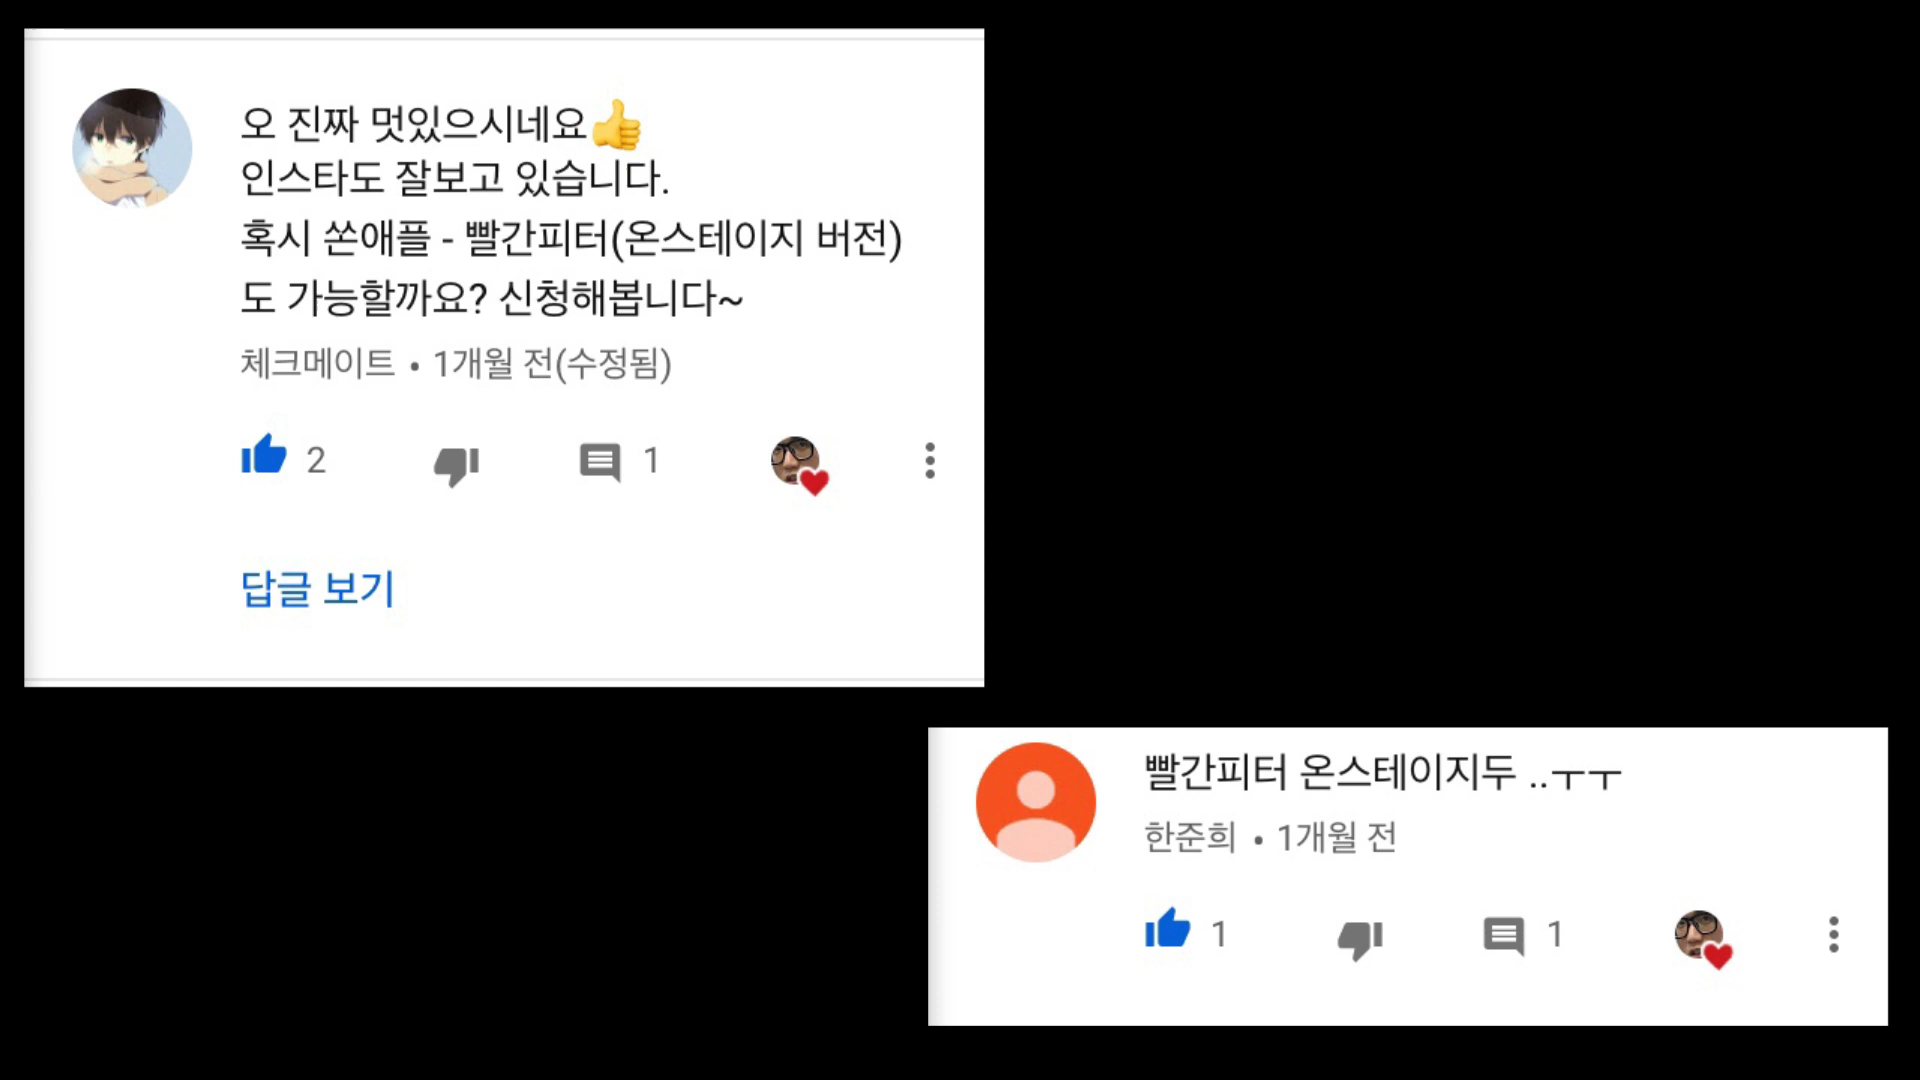 오 진짜 멋있으시네요👍
인스타도 잘보고 있습니다.
혹시 쏜애플 - 빨간피터(온스테이지 버전)
도 가능할까요? 신청해봅니다~
체크메이트 • 1개월 전(수정됨)
2 1
답글 보기
빨간피터 온스테이지두 ..ㅜㅜ
한준희 • 1개월 전
1 1